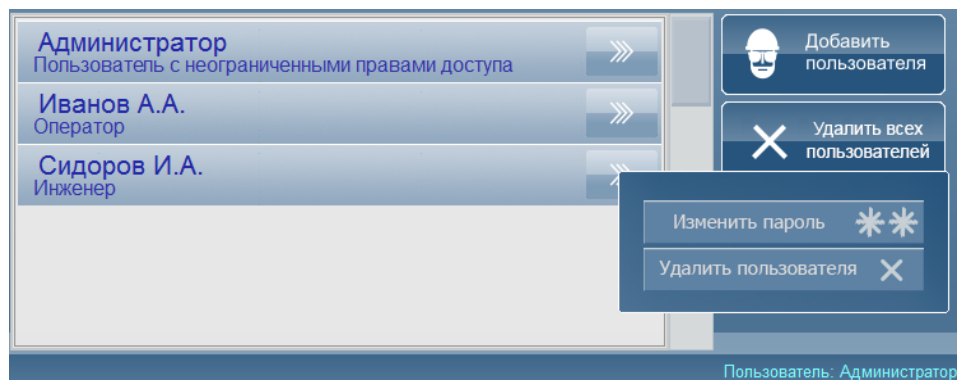 Администратор
Пользователь с неограниченными правами доступа
Иванов А.А.
Оператор
Сидоров И.А.
Инженер
Добавить
пользователя
Удалить всех
пользователей
Изменить пароль
Удалить пользователя
Пользователь: Администратор